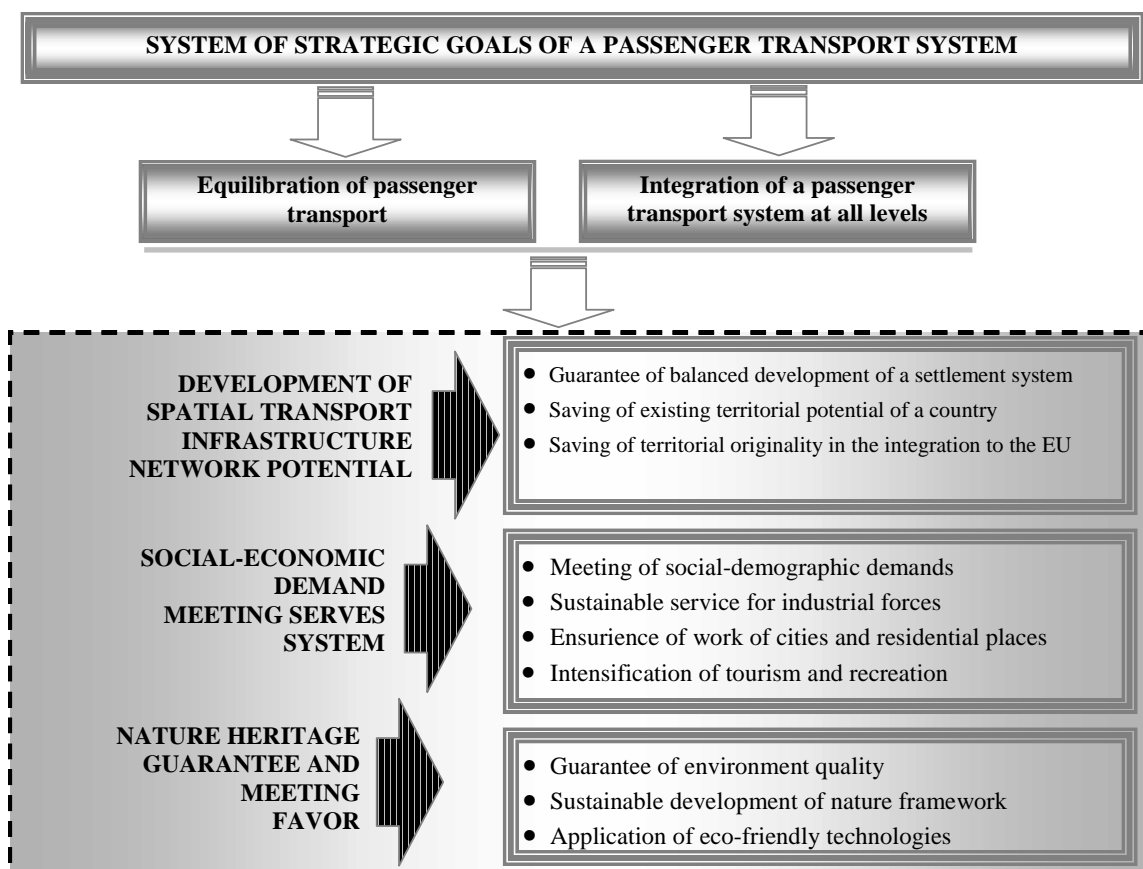 SYSTEM OF STRATEGIC GOALS OF A PASSENGER TRANSPORT SYSTEM
Equilibration of passenger
transport
Integration of a passenger
transport system at all levels
DEVELOPMENT OF
SPATIAL TRANSPORT
INFRASTRUCTURE
NETWORK POTENTIAL
• Guarantee of balanced development of a settlement system
• Saving of existing territorial potential of a country
• Saving of territorial originality in the integration to the EU
SOCIAL-ECONOMIC
DEMAND
MEETING SERVES
SYSTEM
• Meeting of social-demographic demands
• Sustainable service for industrial forces
• Ensurience of work of cities and residential places
• Intensification of tourism and recreation
NATURE HERITAGE
GUARANTEE AND
MEETING
FAVOR
• Guarantee of environment quality
• Sustainable development of nature framework
• Application of eco-friendly technologies